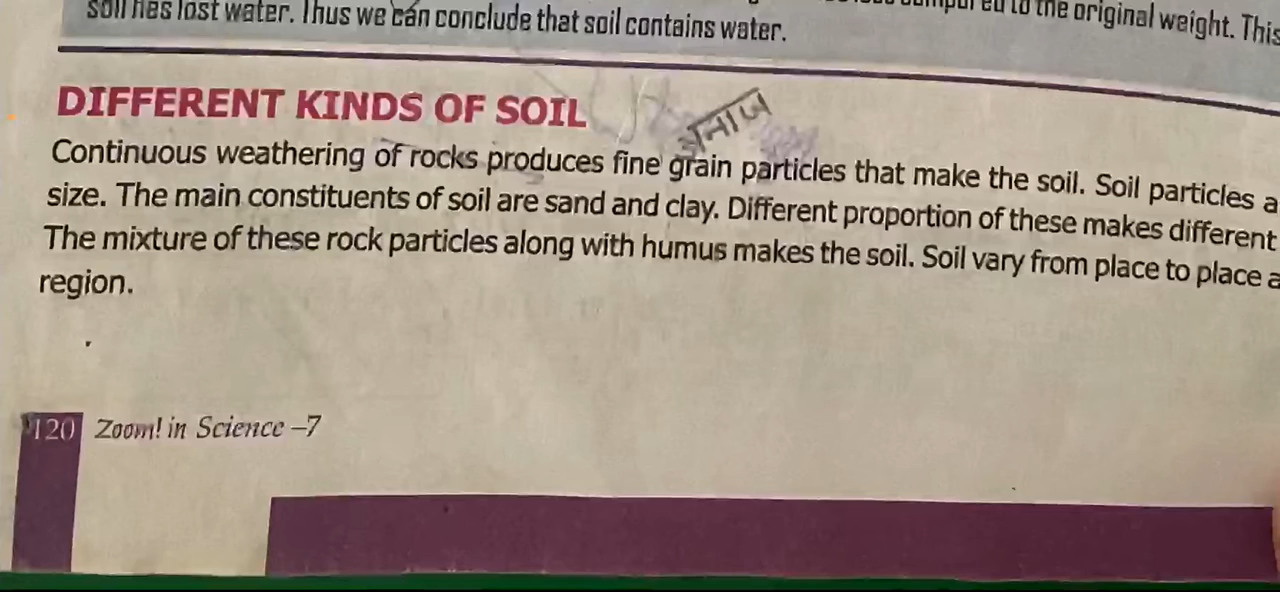 soil has lost water. Thus we can conclude that soil contains water.
to the original weight. This
DIFFERENT KINDS OF SOIL
अनाज
Continuous weathering of rocks produces fine grain particles that make the soil. Soil particles a
size. The main constituents of soil are sand and clay. Different proportion of these makes different
The mixture of these rock particles along with humus makes the soil. Soil vary from place to place a
region.
120 Zoom! in Science –7